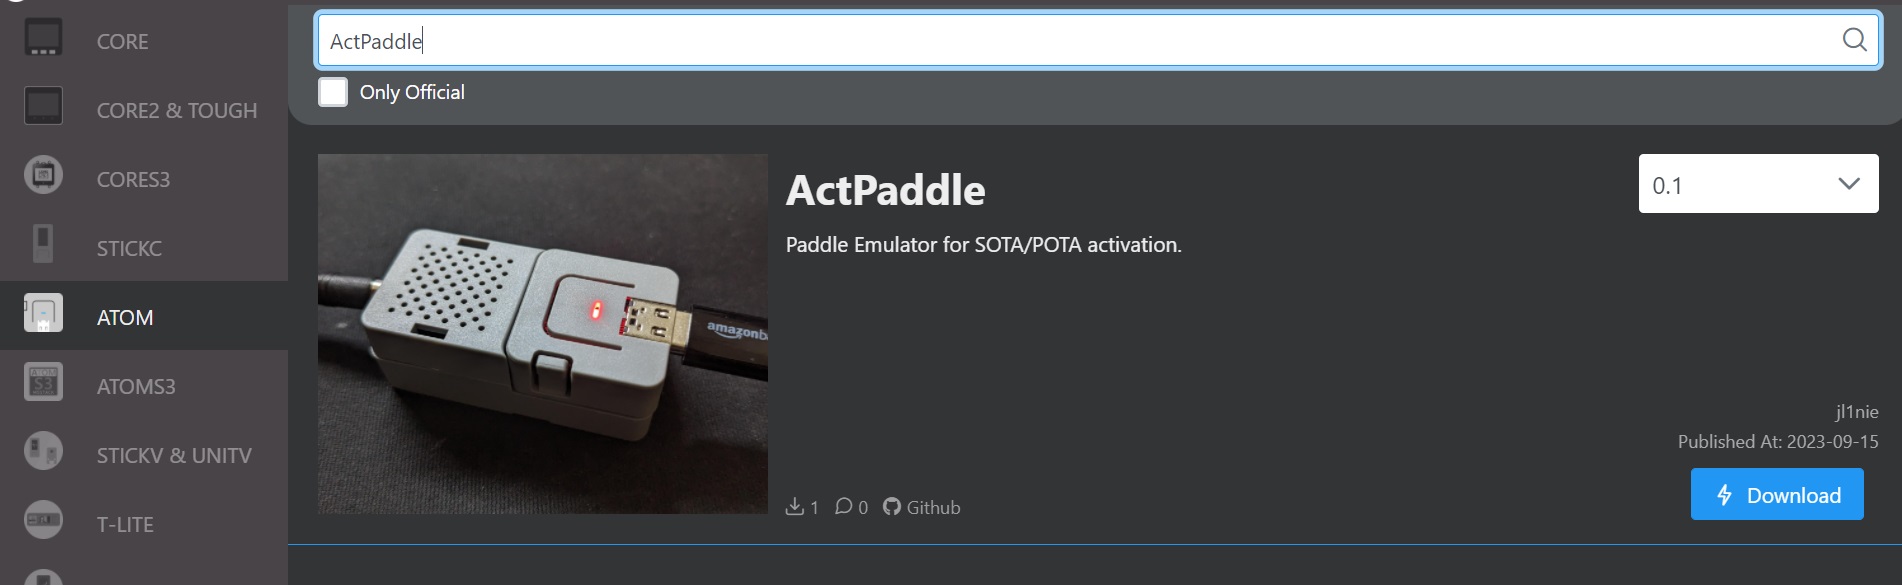 CORE
CORE2 & TOUGH
CORES3
STICKC
ATOM
ATOMS3
STICKV & UNITV
T-LITE
ActPaddle
Only Official
ActPaddle
0.1
Paddle Emulator for SOTA/POTA activation.
jl1nie
Published At: 2023-09-15
1 0 Github
Download